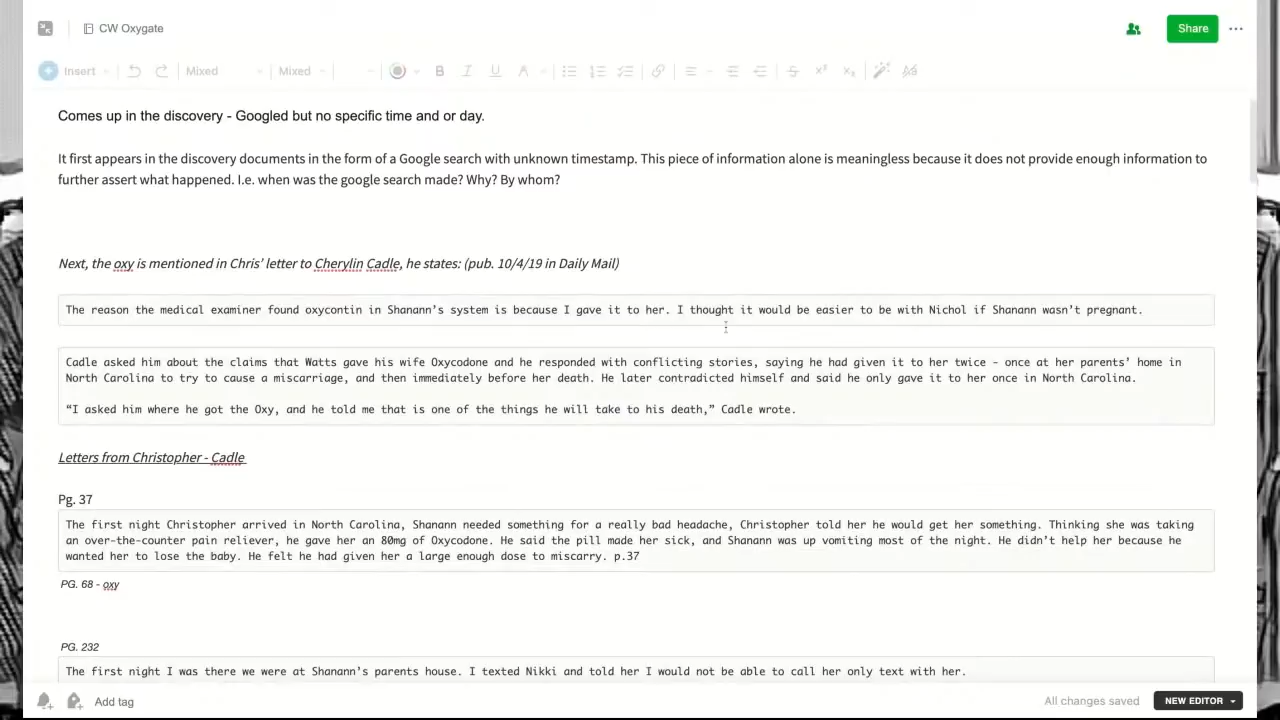 CW Oxygate
Share
Insert
Mixed
Mixed
Comes up in the discovery - Googled but no specific time and or day.
It first appears in the discovery documents in the form of a Google search with unknown timestamp. This piece of information alone is meaningless because it does not provide enough information to
further assert what happened. I.e. when was the google search made? Why? By whom?
Next, the oxy is mentioned in Chris' letter to Cherylin Cadle, he states: (pub. 10/4/19 in Daily Mail)
The reason the medical examiner found oxycontin in Shanann's system is because I gave it to her. I thought it would be easier to be with Nichol if Shanann wasn't pregnant.
Cadle asked him about the claims that Watts gave his wife Oxycodone and he responded with conflicting stories, saying he had given it to her twice - once at her parents' home in
North Carolina to try to cause a miscarriage, and then immediately before her death. He later contradicted himself and said he only gave it to her once in North Carolina.
“I asked him where he got the Oxy, and he told me that is one of the things he will take to his death,” Cadle wrote.
Letters from Christopher - Cadle
Pg. 37
The first night Christopher arrived in North Carolina, Shanann needed something for a really bad headache, Christopher told her he would get her something. Thinking she was taking
an over-the-counter pain reliever, he gave her an 80mg of Oxycodone. He said the pill made her sick, and Shanann was up vomiting most of the night. He didn't help her because he
wanted her to lose the baby. He felt he had given her a large enough dose to miscarry. p.37
PG. 68 - oxy
PG. 232
The first night I was there we were at Shanann's parents house. I texted Nikki and told her I would not be able to call her only text with her.
Add tag
All changes saved
NEW EDITOR